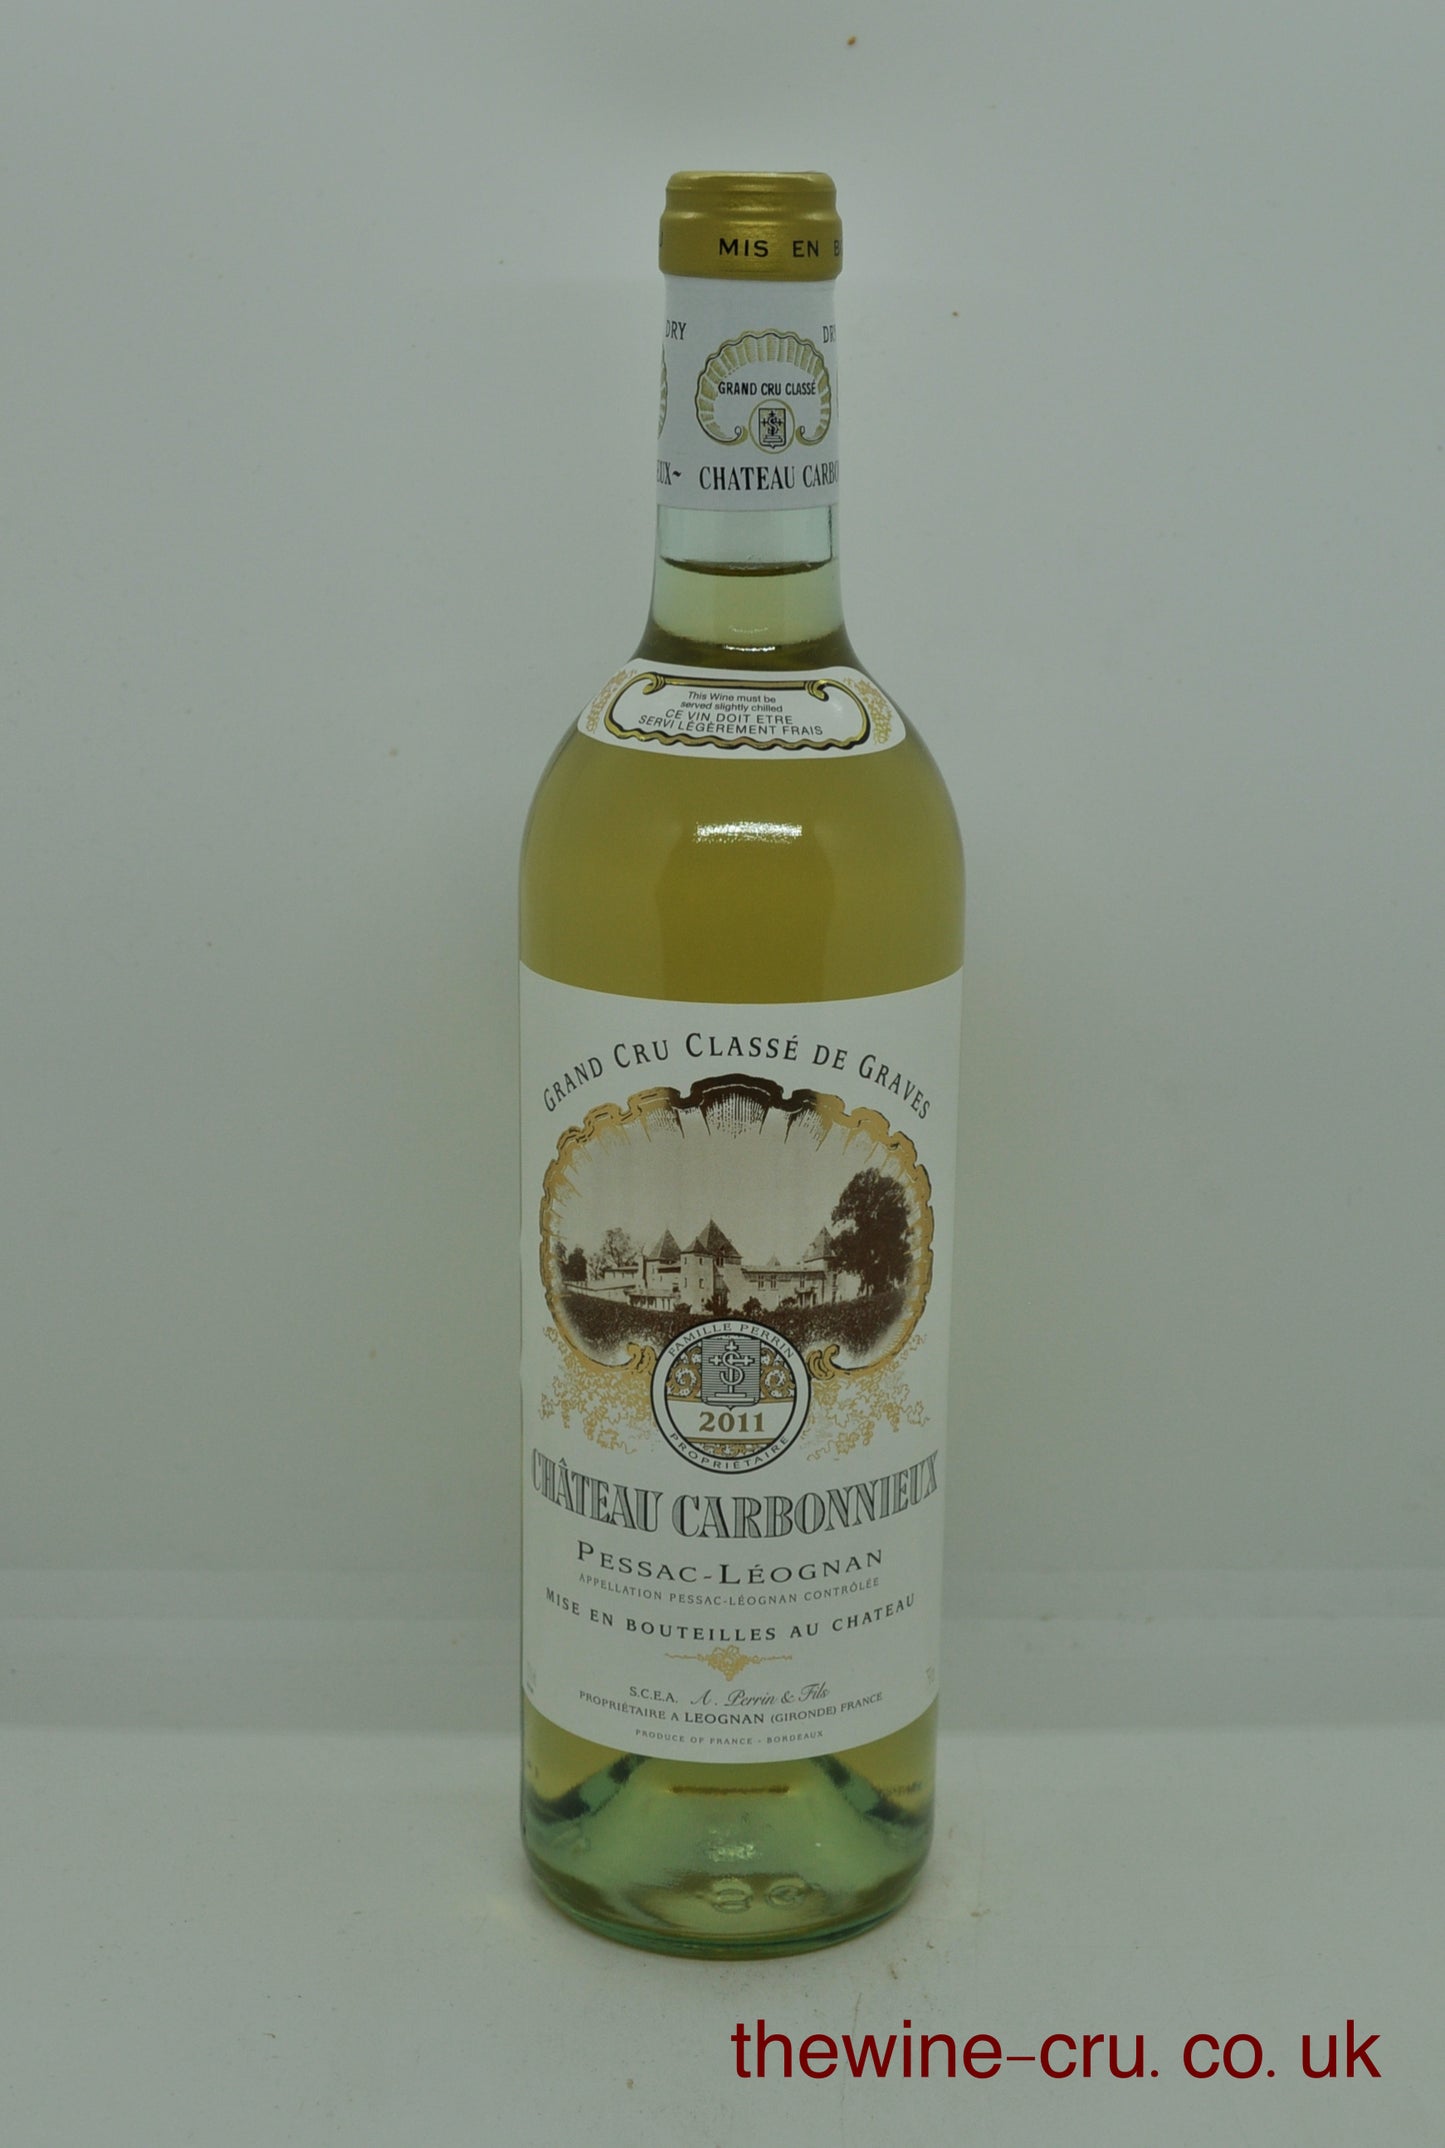 MIS EN
DRY
GRAND CRU CLASSÉ
CHATEAU
This Wine must be
served slightly chilled
CE VIN DOIT ETRE
SERVI LÉGÈREMENT FRAIS
GRAND CRU CLASSÉ DE GRAVES
FAMILLE PERRIN
2011
PROPRIÉTAIRE
CHÂTEAU CARBONNIEUX
PESSAC-LÉOGNAN
APPELLATION PESSAC-LÉOGNAN CONTRÔLÉE
MISE EN BOUTEILLES AU CHATEAU
S.C.E.A. A. Perrin & Fils
PROPRIÉTAIRE A LEOGNAN (GIRONDE) FRANCE
PRODUCE OF FRANCE - BORDEAUX
thewine-cru.co.uk